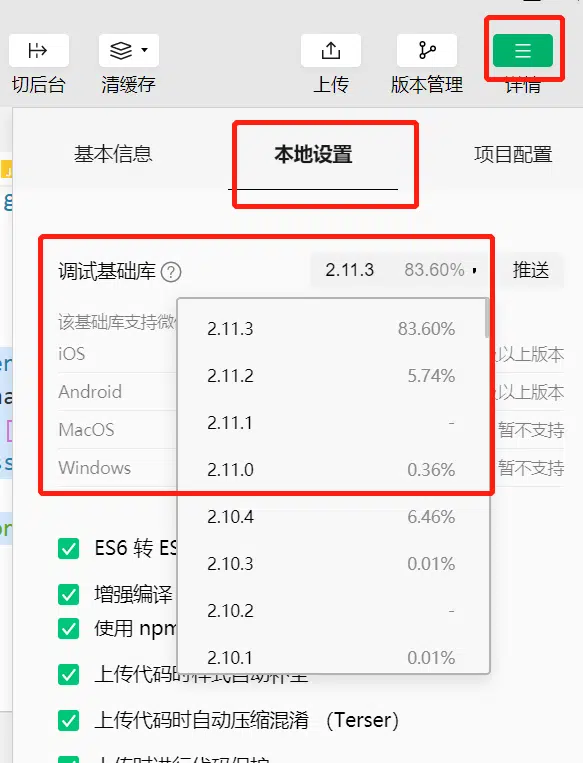 切后台 清缓存 上传 版本管理 详情
基本信息 本地设置 项目配置
调试基础库 ? 2.11.3 83.60% 推送
该基础库支持微
iOS
以上版本
Android
以上版本
MacOS
暂不支持
Windows
暂不支持
2.11.3 83.60%
2.11.2 5.74%
2.11.1 -
2.11.0 0.36%
2.10.4 6.46%
2.10.3 0.01%
2.10.2 -
2.10.1 0.01%
ES6 转 ES
增强编译
使用 npm
上传代码时样式自动补全
上传代码时自动压缩混淆 （Terser）
上传时进行代码保护